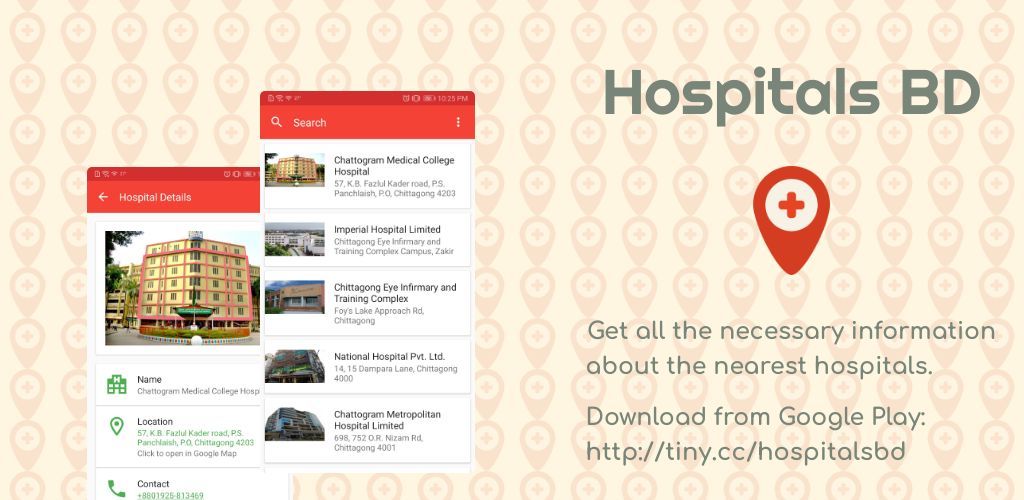 Hospital Details
Name
Chattogram Medical College Hospi
Location
57, K.B. Fazlul Kader road, P.S.
Panchlaish, P.O, Chittagong 4203
Click to open in Google Map
Contact
+8801925-813469
10:25 PM
Search
Chattogram Medical College
Hospital
57, K.B. Fazlul Kader road, P.S.
Panchlaish, P.O, Chittagong 4203
Imperial Hospital Limited
Chittagong Eye Infirmary and
Training Complex Campus, Zakir
Chittagong Eye Infirmary and
Training Complex
Foy's Lake Approach Rd,
Chittagong
National Hospital Pvt. Ltd.
14, 15 Dampara Lane, Chittagong
4000
Chattogram Metropolitan
Hospital Limited
698, 752 O.R. Nizam Rd,
Chittagong 4001
Hospitals BD
Get all the necessary information
about the nearest hospitals.
Download from Google Play:
http://tiny.cc/hospitalsbd